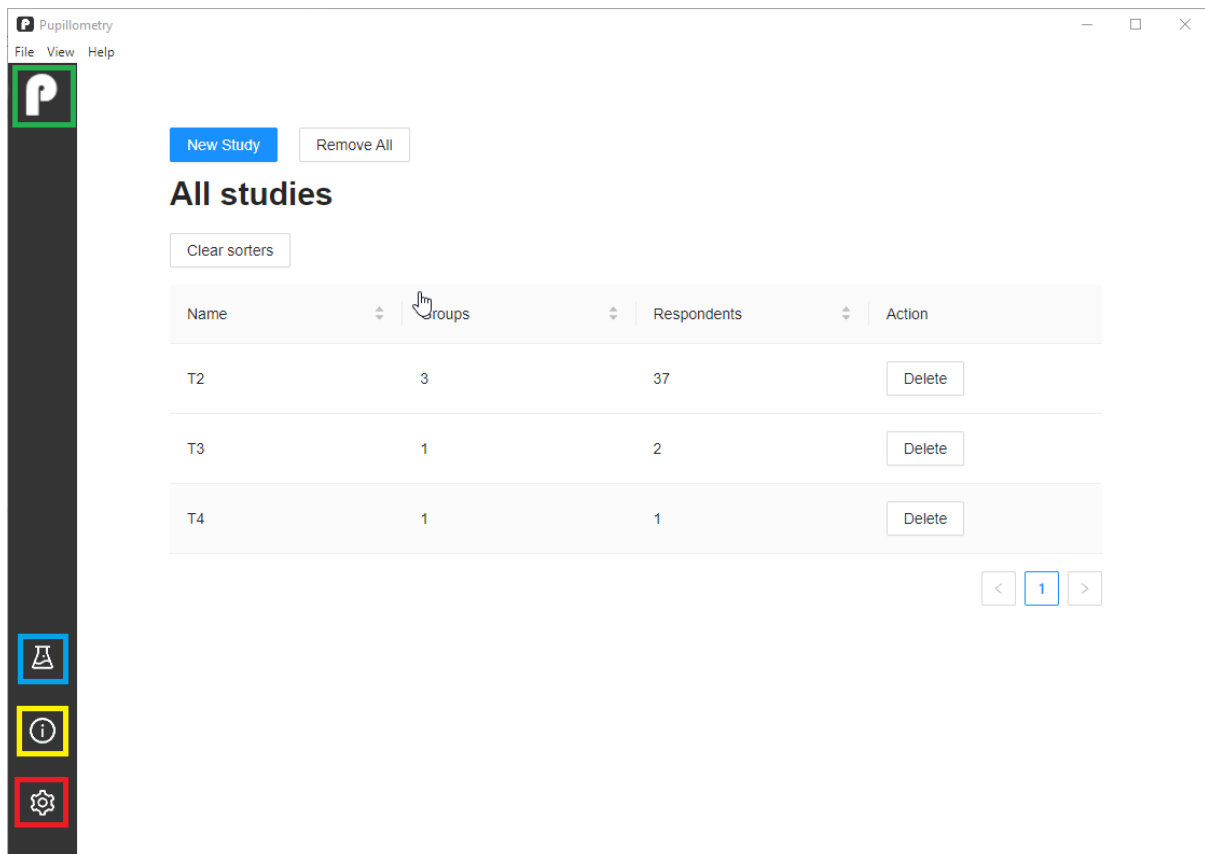 Pupillometry
File View Help
P
New Study Remove All
All studies
Clear sorters
Name Groups Respondents Action
T2 3 37 Delete
T3 1 2 Delete
T4 1 1 Delete
< 1 >